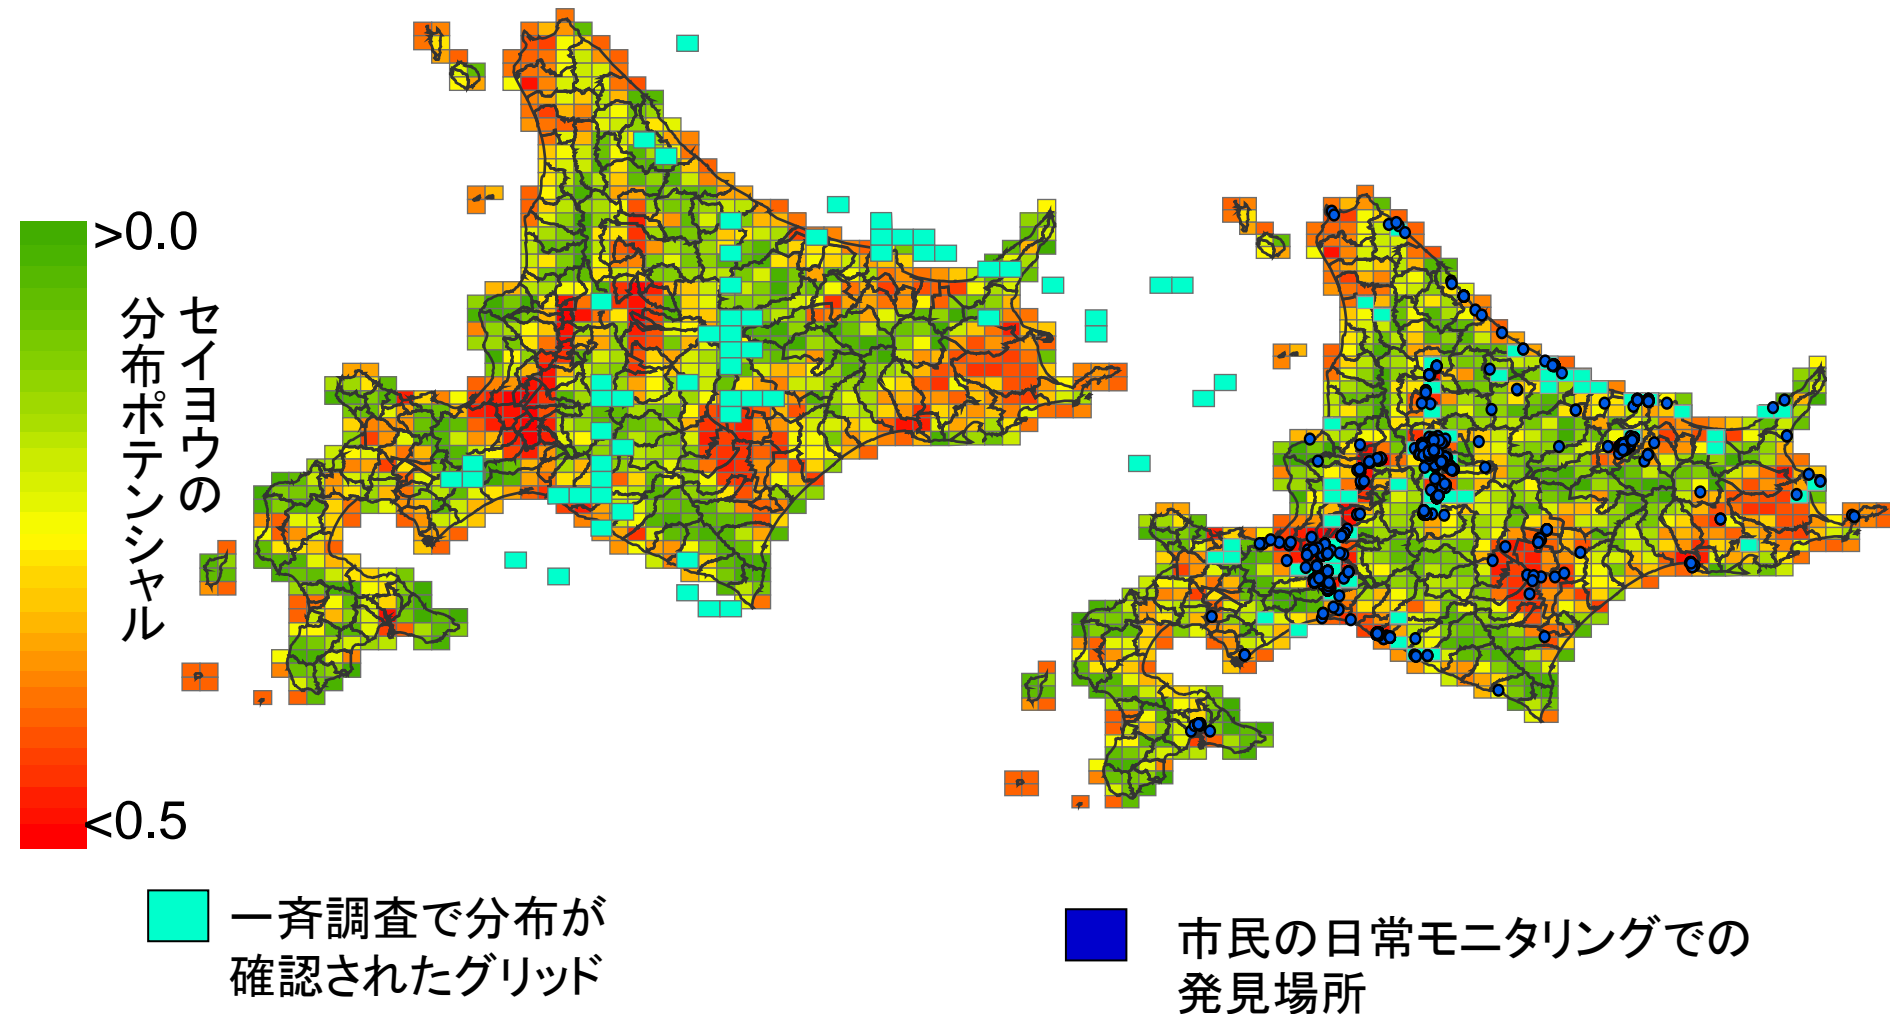 >0.0
セイヨウの
分布ポテンシャル
<0.5
一斉調査で分布が
確認されたグリッド
市民の日常モニタリングでの
発見場所